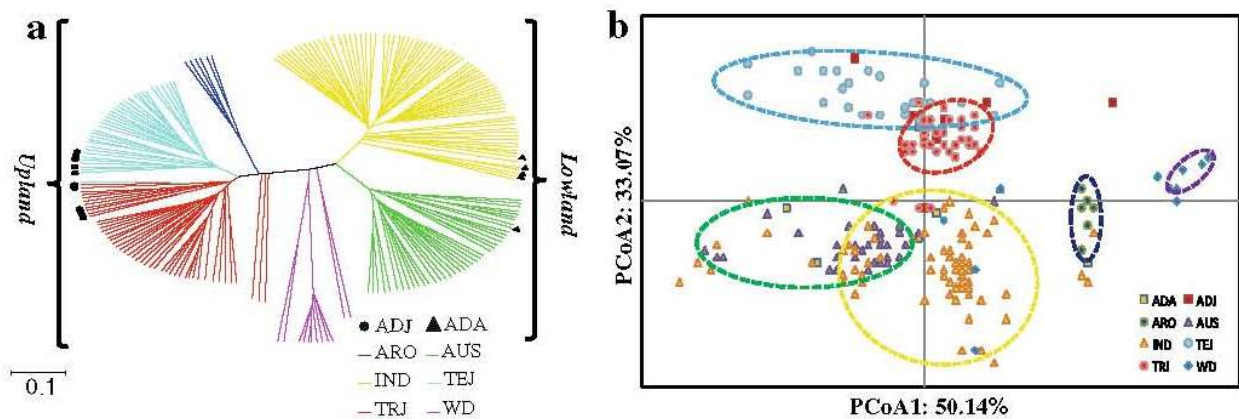 a
Upland
Lowland
ADJ ADA
ARO AUS
IND TEJ
TRJ WD
0.1
b
PCoA2: 33.07%
ADA ADJ
ARO AUS
IND TEJ
TRJ WD
PCoA1: 50.14%